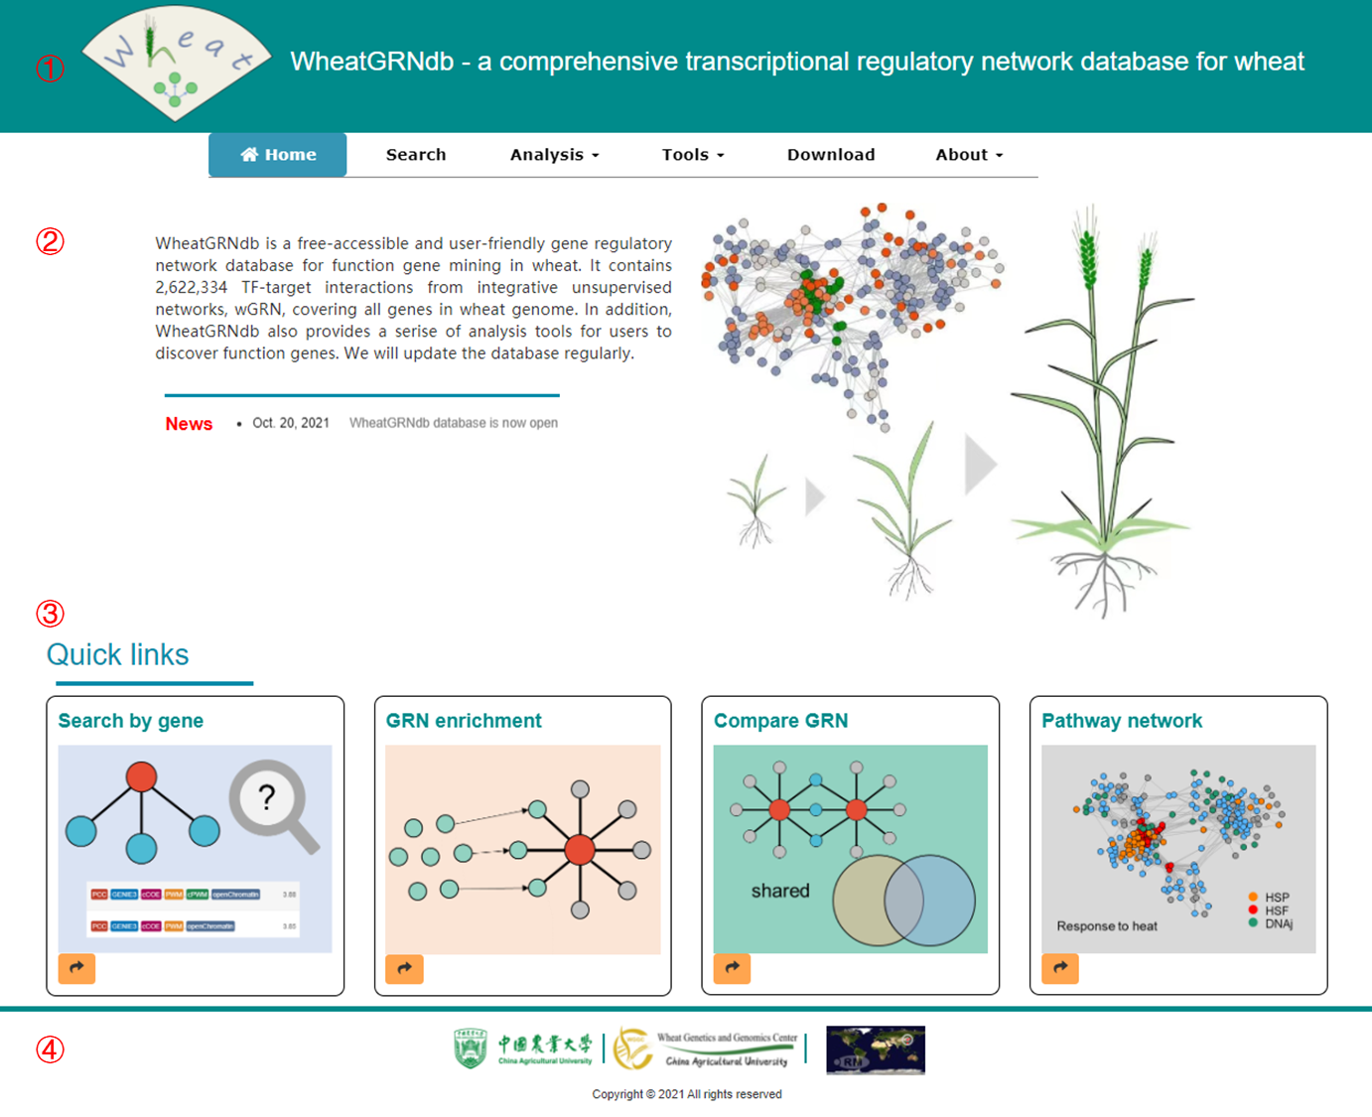 ①
Wheat
WheatGRNdb - a comprehensive transcriptional regulatory network database for wheat
Home Search Analysis Tools Download About
②
WheatGRNdb is a free-accessible and user-friendly gene regulatory
network database for function gene mining in wheat. It contains
2,622,334 TF-target interactions from integrative unsupervised
networks, wGRN, covering all genes in wheat genome. In addition,
WheatGRNdb also provides a serise of analysis tools for users to
discover function genes. We will update the database regularly.
News • Oct. 20, 2021 WheatGRNdb database is now open
③
Quick links
Search by gene
?
PCC GENIE3 cCOE PWM cPWM openChromatin 3.88
PCC GENIE3 cCOE PWM openChromatin
GRN enrichment
Compare GRN
shared
Pathway network
HSP
HSF
DNAj
Response to heat
④
中國農業大學
China Agricultural University
Wheat Genetics and Genomics Center
China Agricultural University
RN
Copyright © 2021 All rights reserved